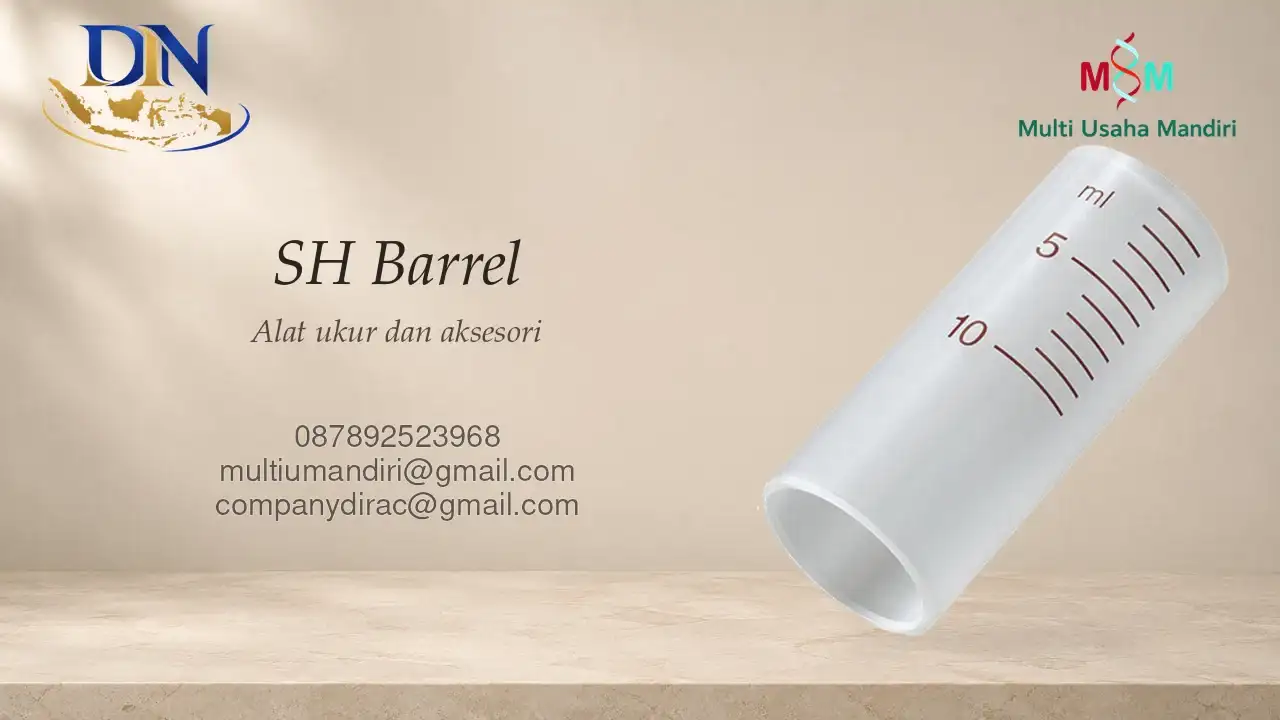 DN
M M
Multi Usaha Mandiri
ml
5
10
SH Barrel
Alat ukur dan aksesori
087892523968
multiumandiri@gmail.com
companydirac@gmail.com